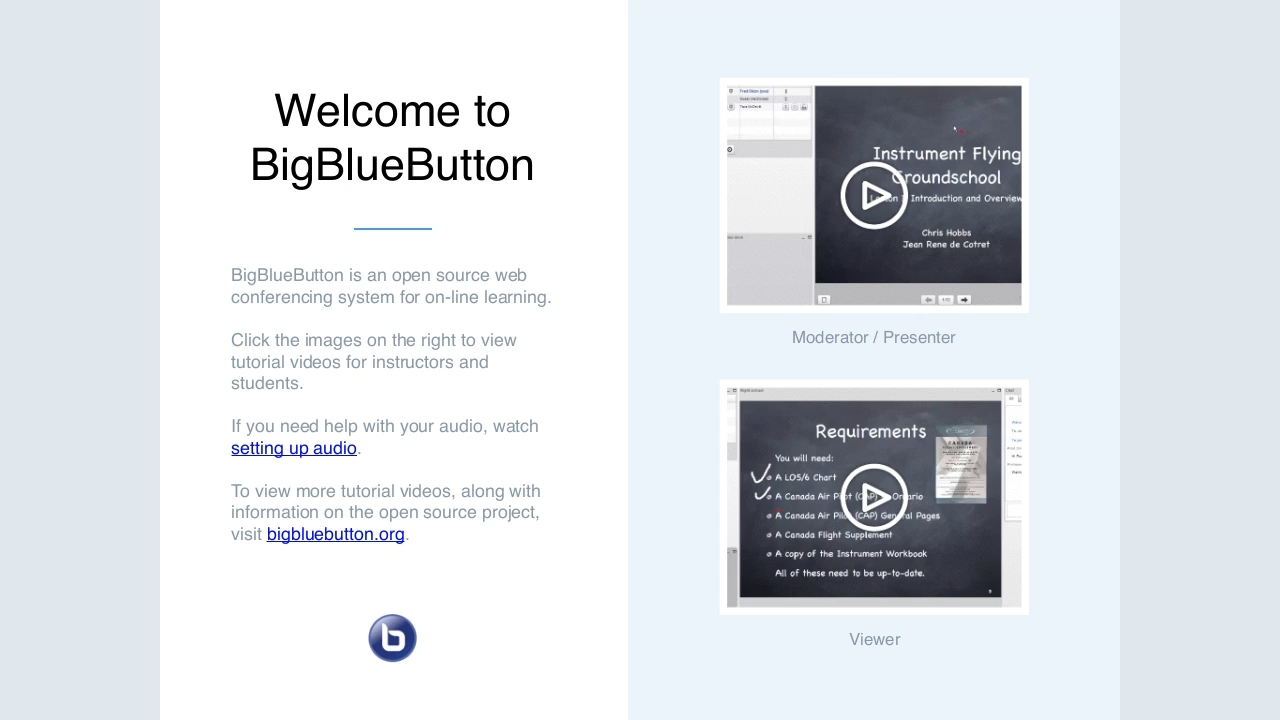 Welcome to
BigBlueButton
BigBlueButton is an open source web
conferencing system for on-line learning.
Click the images on the right to view
tutorial videos for instructors and
students.
If you need help with your audio, watch
setting up audio.
To view more tutorial videos, along with
information on the open source project,
visit bigbluebutton.org.
Instrument Flying
Groundschool
Introduction and Overview
Chris Hobbs
Jean Rene de Cotret
Moderator / Presenter
Requirements
You will need:
A LO5/6 Chart
A Canada Air Pilot (CAP) Ontario
A Canada Air Pilot (CAP) General Pages
A Canada Flight Supplement
A copy of the Instrument Workbook
All of these need to be up-to-date.
Viewer